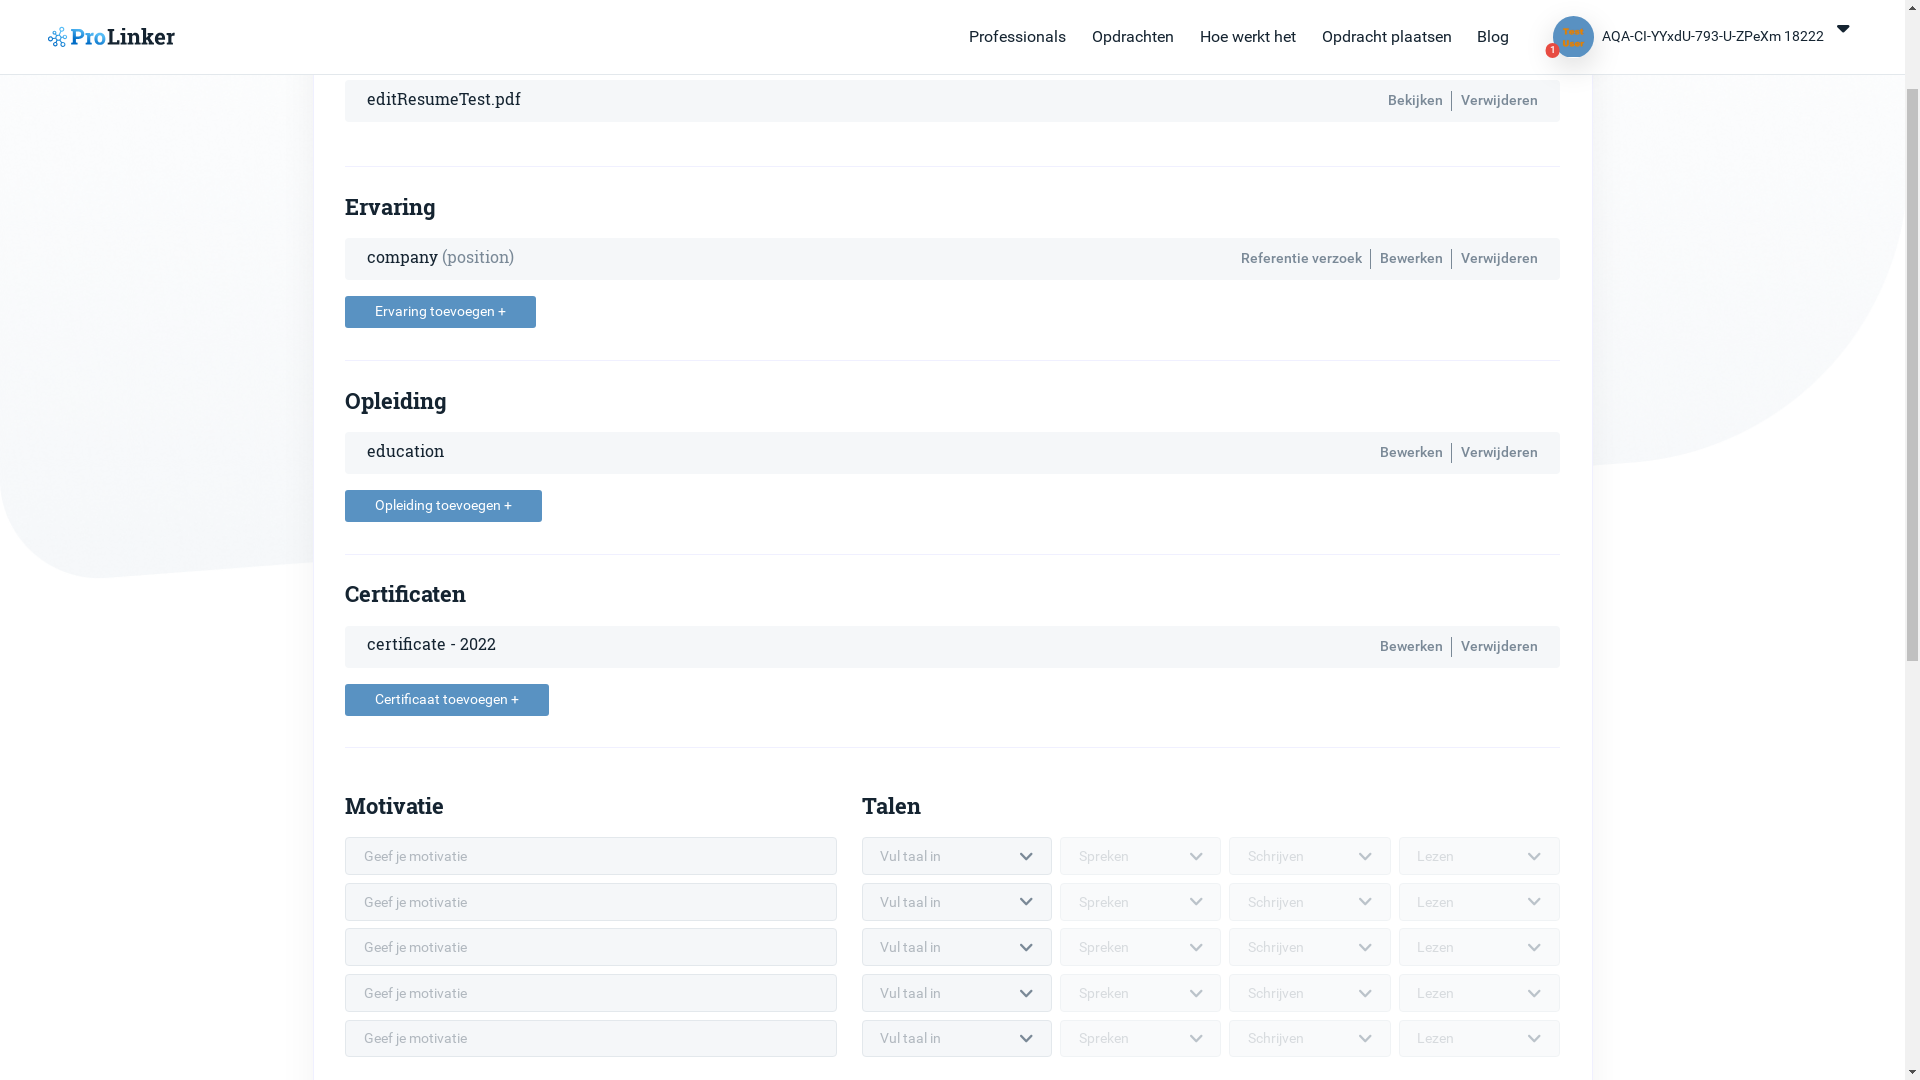 ProLinker
Professionals Opdrachten Hoe werkt het Opdracht plaatsen Blog
1 Test User AQA-CI-YYxdU-793-U-ZPeXm 18222
editResumeTest.pdf Bekijken Verwijderen
Ervaring
company (position) Referentie verzoek Bewerken Verwijderen
Ervaring toevoegen +
Opleiding
education Bewerken Verwijderen
Opleiding toevoegen +
Certificaten
certificate - 2022 Bewerken Verwijderen
Certificaat toevoegen +
Motivatie Talen
Geef je motivatie Vul taal in Spreken Schrijven Lezen
Geef je motivatie Vul taal in Spreken Schrijven Lezen
Geef je motivatie Vul taal in Spreken Schrijven Lezen
Geef je motivatie Vul taal in Spreken Schrijven Lezen
Geef je motivatie Vul taal in Spreken Schrijven Lezen